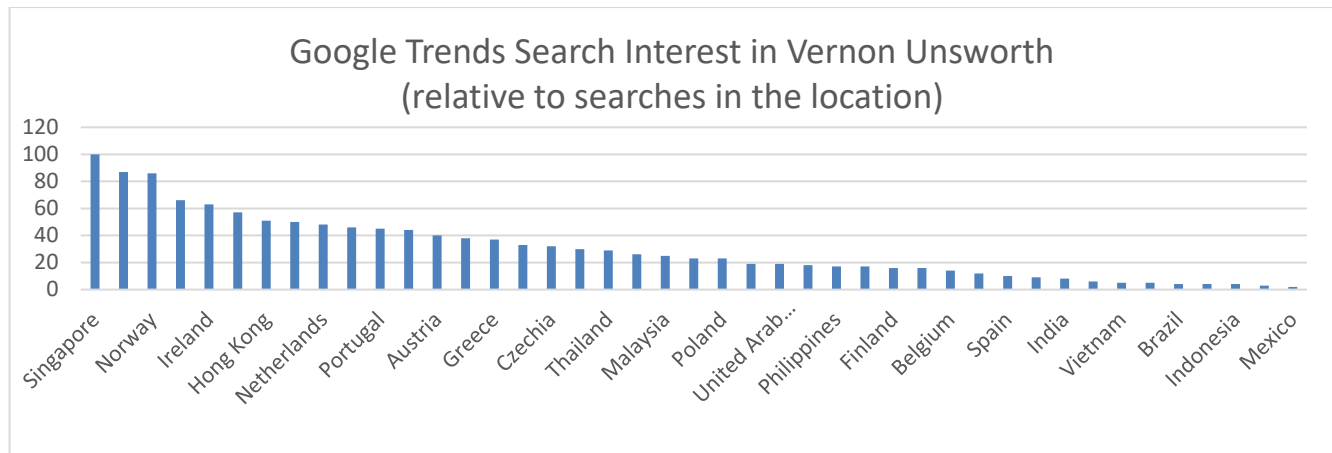 Google Trends Search Interest in Vernon Unsworth
(relative to searches in the location)
120
100
80
60
40
20
0
Singapore
Norway
Ireland
Hong Kong
Netherlands
Portugal
Austria
Greece
Czechia
Thailand
Malaysia
Poland
United Arab...
Philippines
Finland
Belgium
Spain
India
Vietnam
Brazil
Indonesia
Mexico